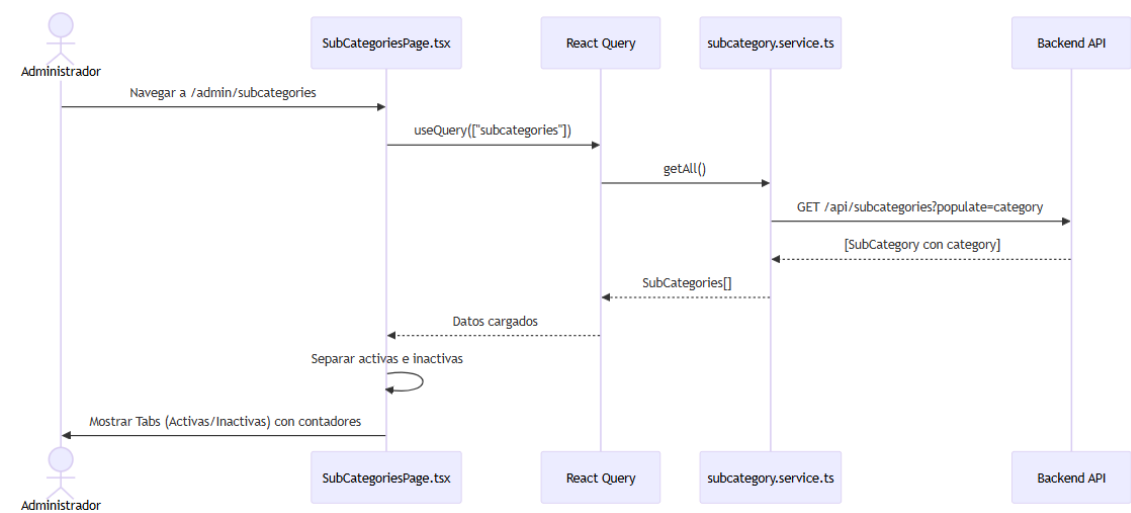 Administrador
SubCategoriesPage.tsx
React Query
subcategory.service.ts
Backend API
Navegar a /admin/subcategories
useQuery(["subcategories"])
getAll()
GET /api/subcategories?populate=category
[SubCategory con category]
SubCategories[]
Datos cargados
Separar activas e inactivas
Mostrar Tabs (Activas/Inactivas) con contadores
Administrador
SubCategoriesPage.tsx
React Query
subcategory.service.ts
Backend API